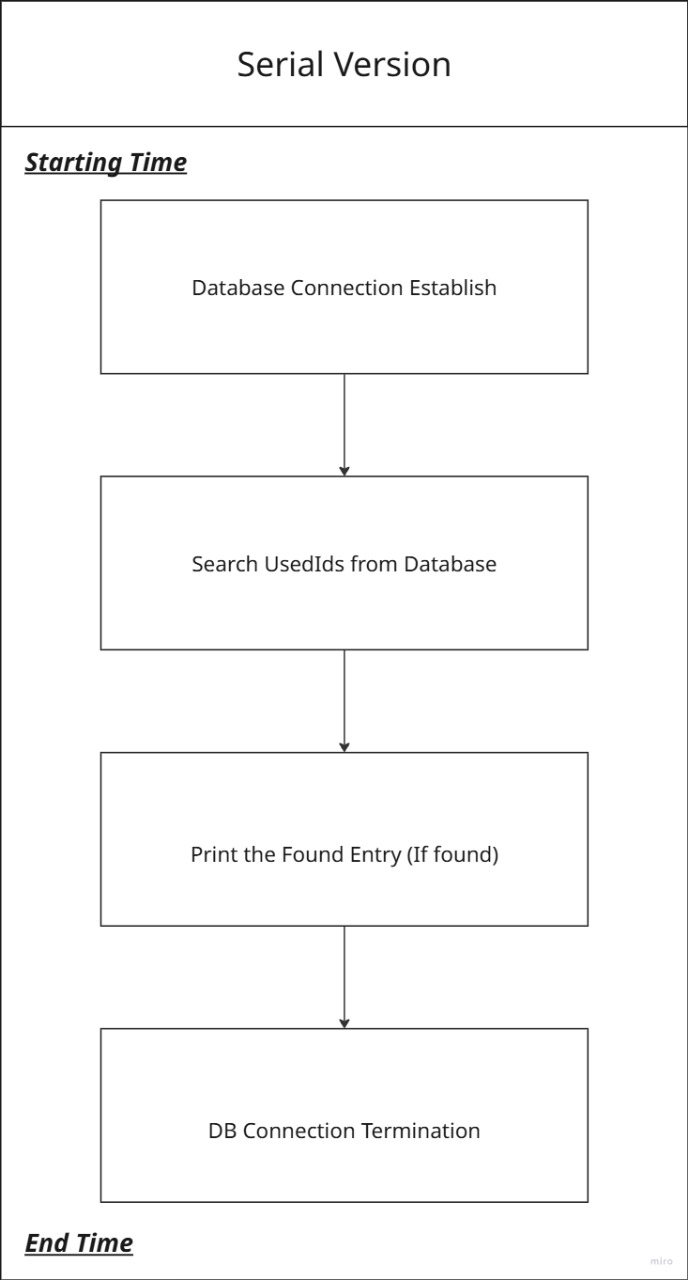 Serial Version
Starting Time
Database Connection Establish
Search UsedIds from Database
Print the Found Entry (If found)
DB Connection Termination
End Time
miro